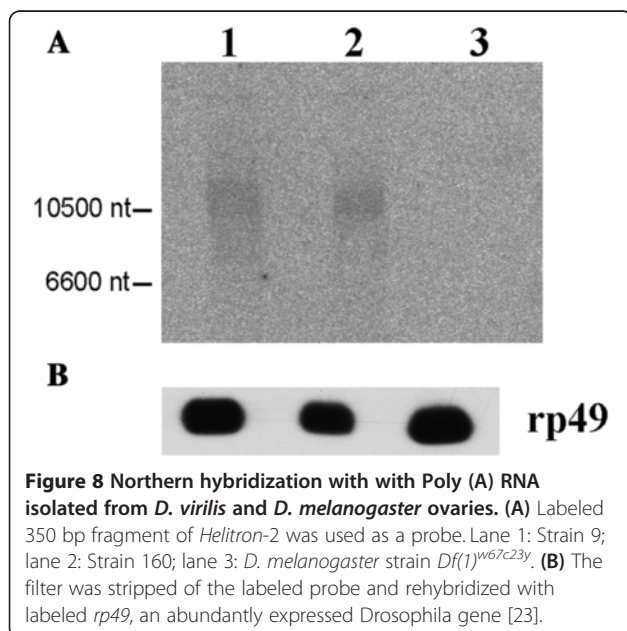 A
1 2 3
10500 nt
6600 nt
B
rp49
Figure 8 Northern hybridization with with Poly (A) RNA
isolated from D. virilis and D. melanogaster ovaries. (A) Labeled
350 bp fragment of Helitron-2 was used as a probe. Lane 1: Strain 9;
lane 2: Strain 160; lane 3: D. melanogaster strain Df(1)w67c23y. (B) The
filter was stripped of the labeled probe and rehybridized with
labeled rp49, an abundantly expressed Drosophila gene [23].